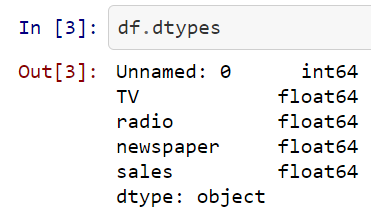 In [3]: df.dtypes
Out[3]: Unnamed: 0 int64
TV float64
radio float64
newspaper float64
sales float64
dtype: object